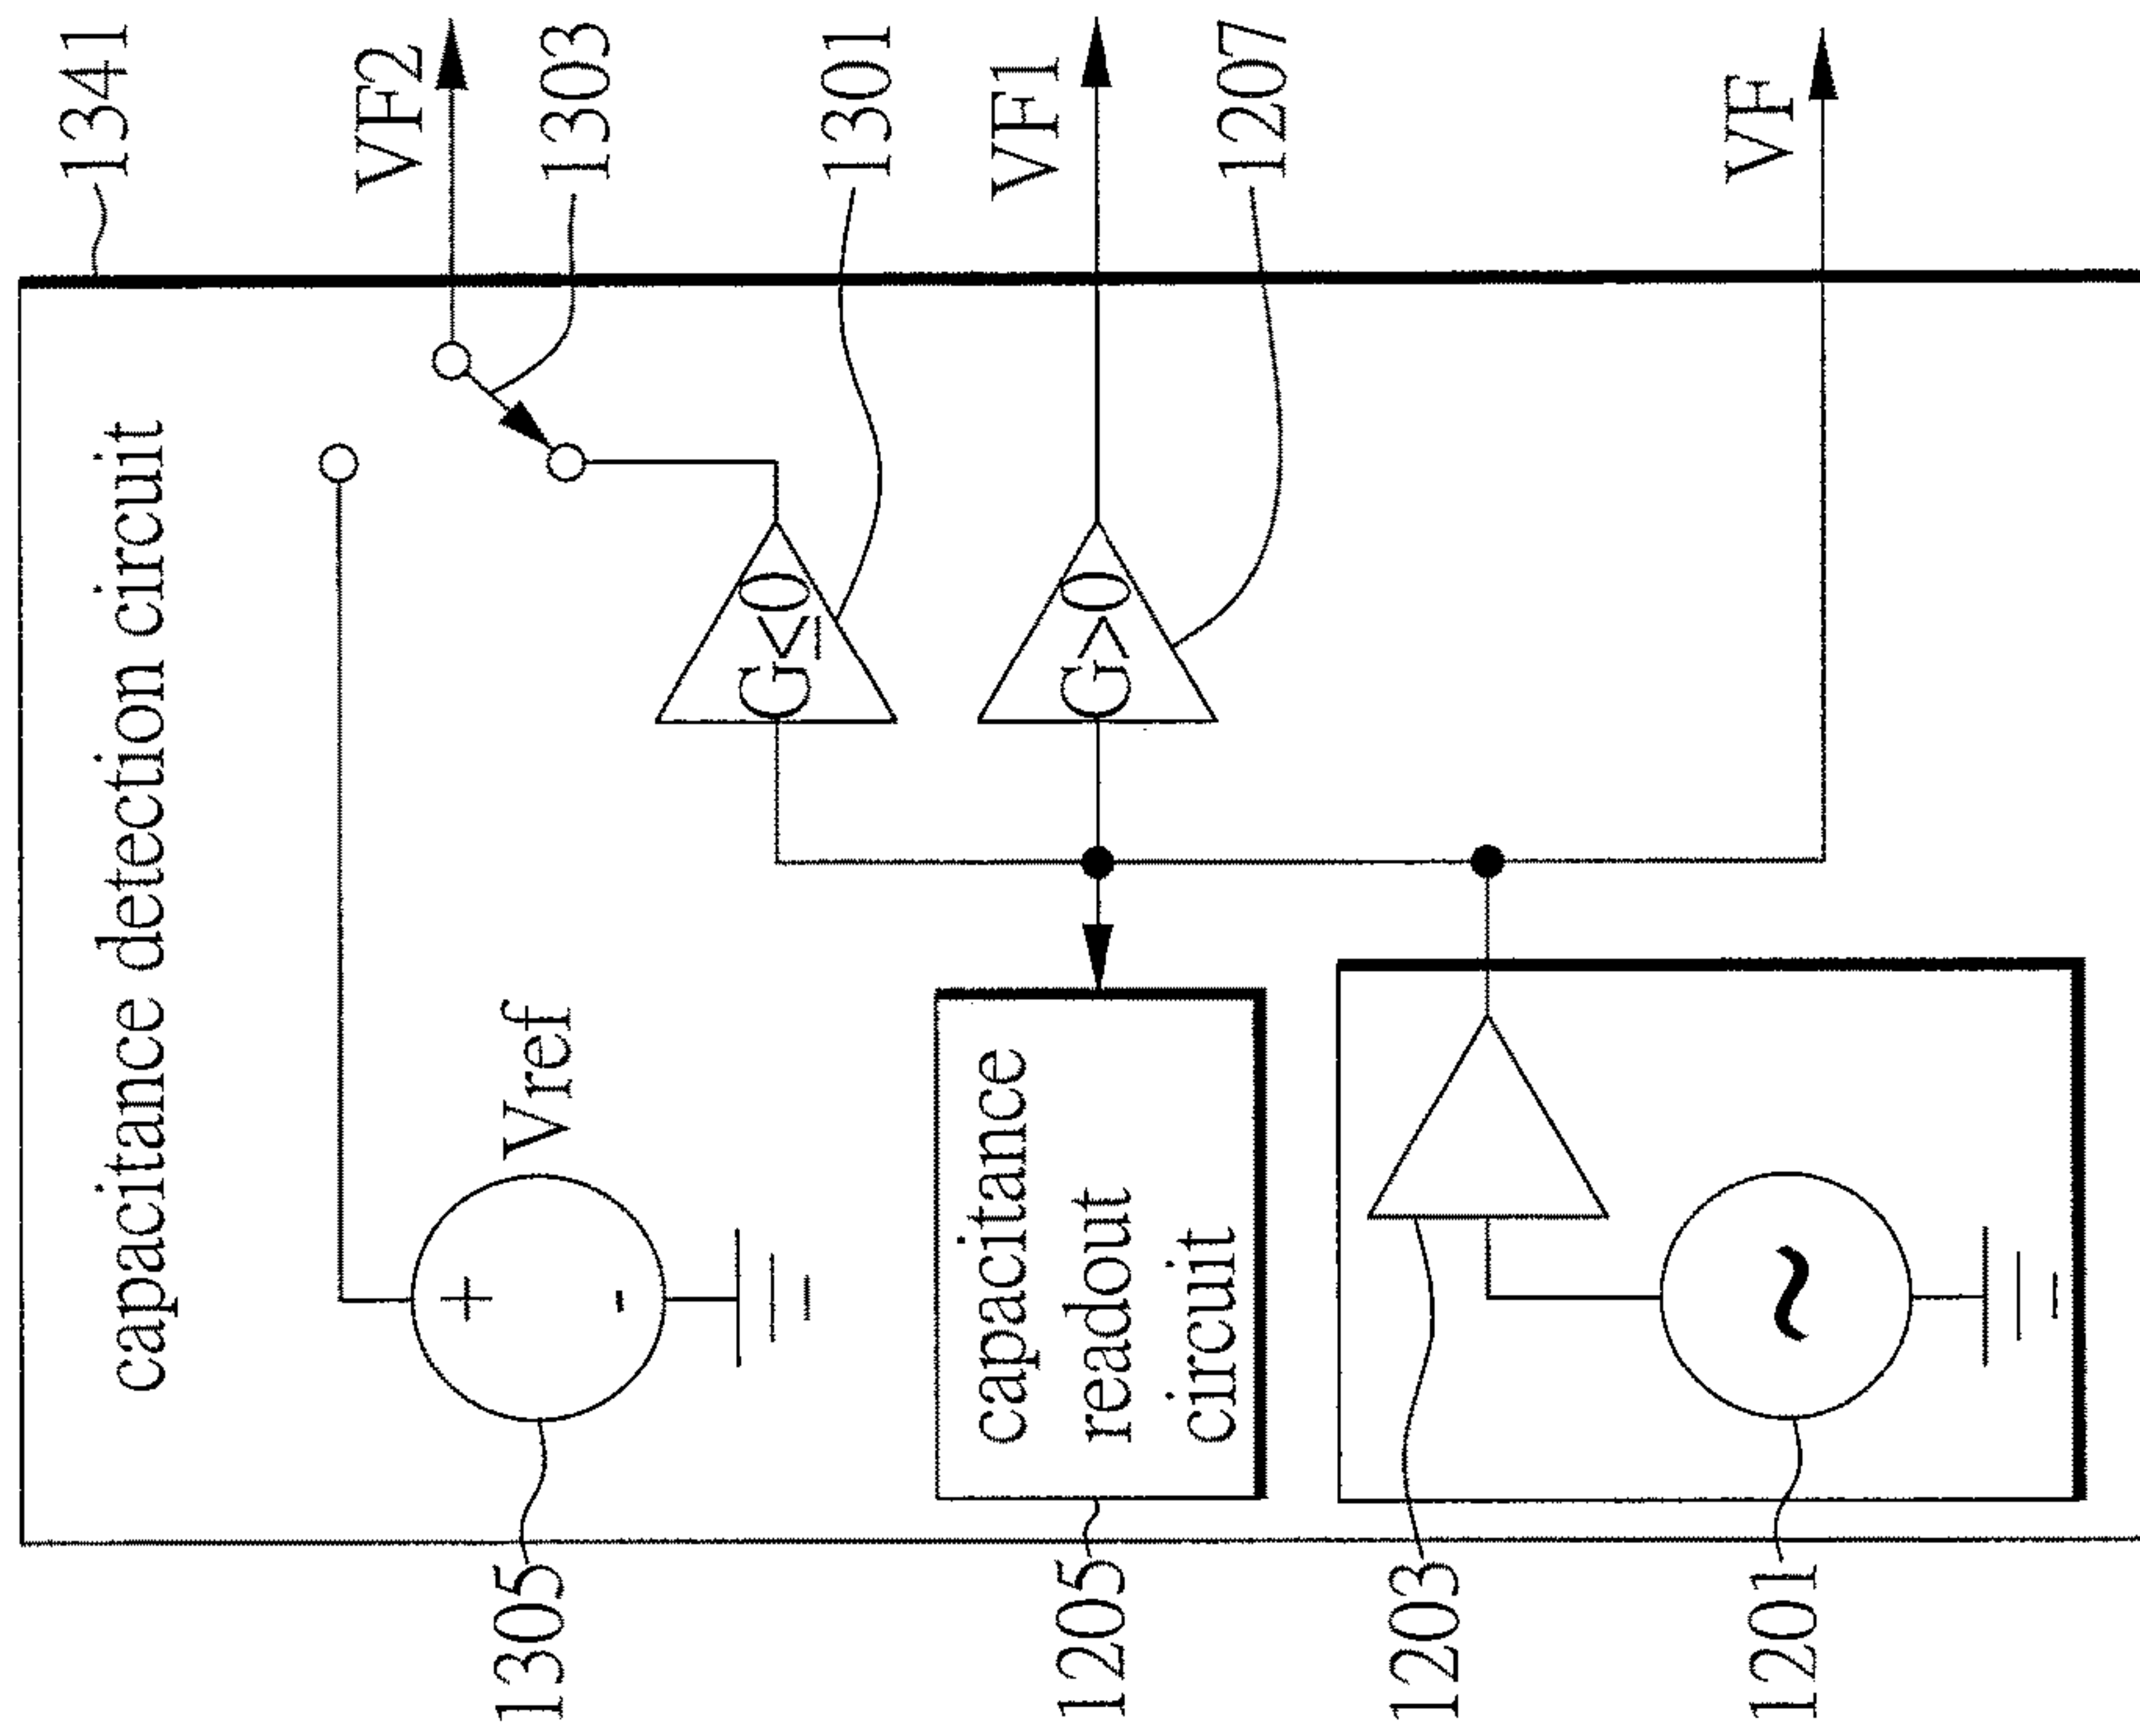 capacitance detection circuit
1341
VF2
1303
1301
VF1
1207
VF
G≤0
G>0
Vref
+
-
capacitance
readout
circuit
~
1305
1205
1203
1201